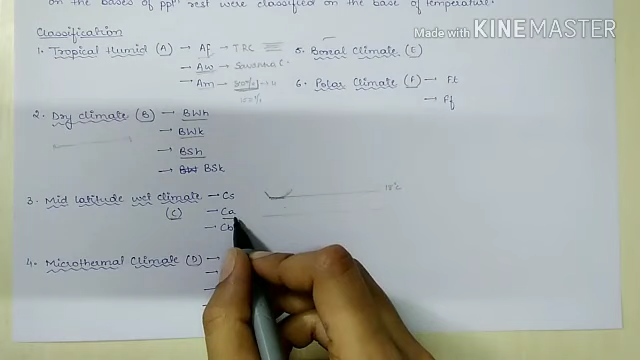 on the bases of pptn rest were classified on the base of temperature.
Made with KINEMASTER
Classification
1. Tropical Humid (A) → Af → TRC
→ Aw → Savanna C.
→ Am
2. Dry climate (B) → BWh
→ BWk
→ BSh
→ BSk
3. Mid latitude wet climate → Cs
(C) → Ca
→ Cb
4. Microthermal Climate (D) →
5. Boreal Climate (E)
6. Polar Climate (F) → Ft
→ Ff
18°C